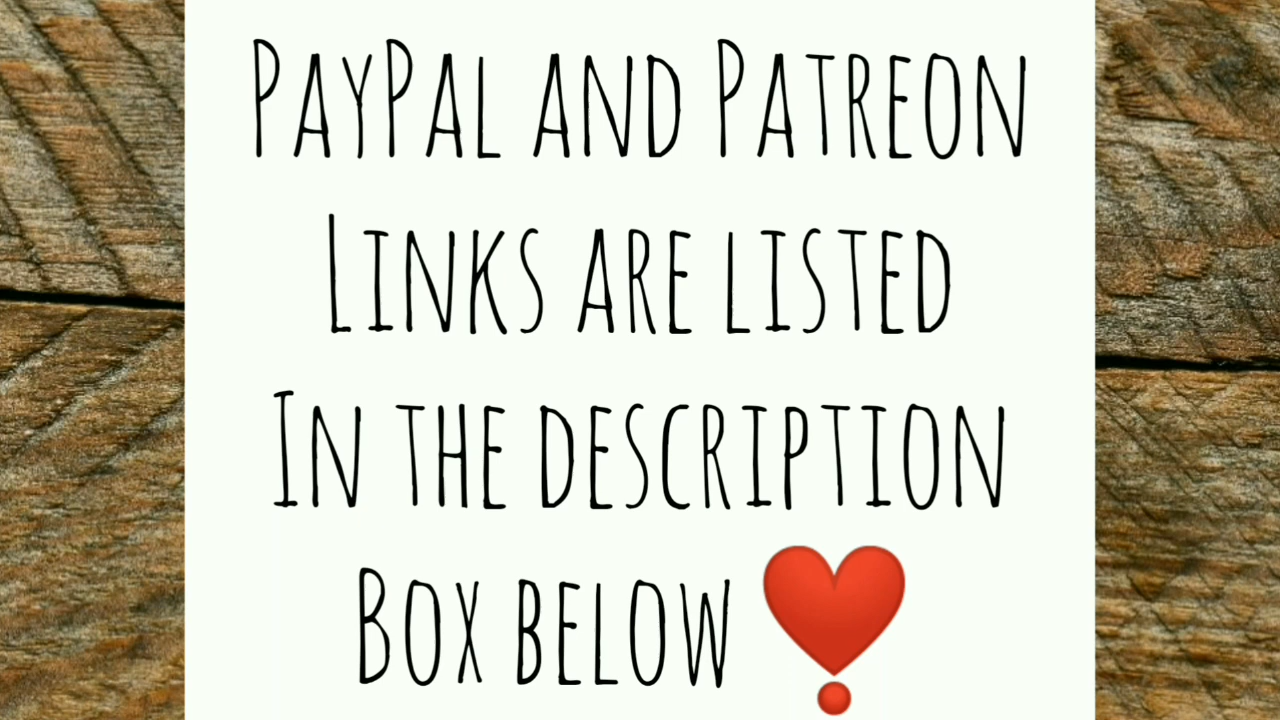 PayPal and Patreon
Links are listed
In the description
Box below ❣️